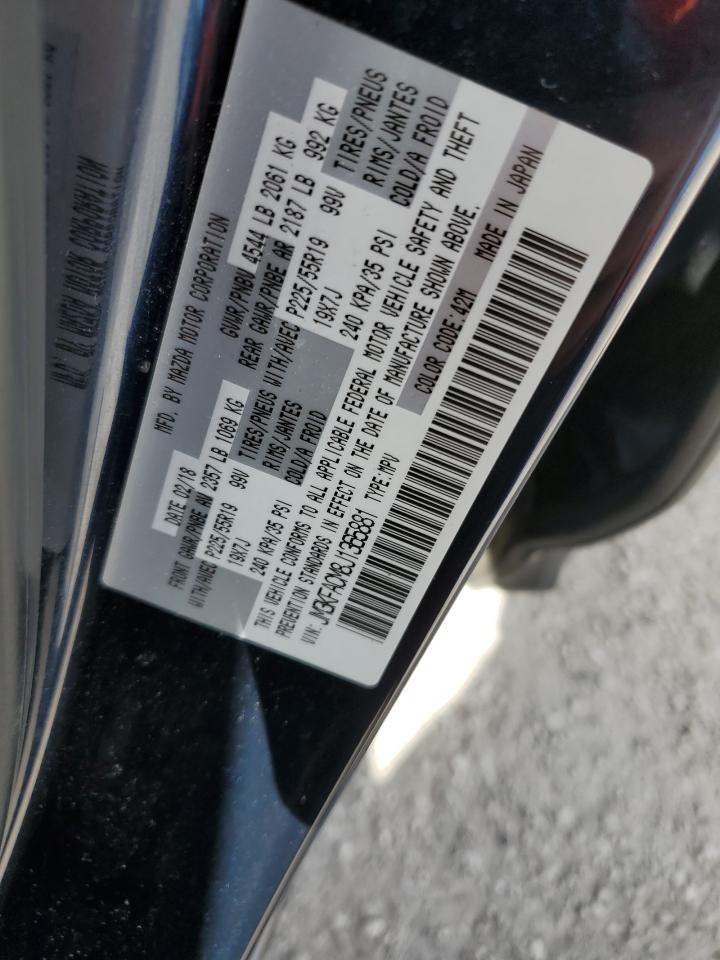 MFD. BY MAZDA MOTOR CORPORATION
DATE 02/18 GVWR/PNBV 4544 LB 2061 KG
FRONT GAWR/PNBE AV 2357 LB 1069 KG REAR GAWR/PNBE AR 2187 LB 992 KG
WITH/AVEC P225/55R19 99V TIRES/PNEUS WITH/AVEC P225/55R19 99V TIRES/PNEUS
19X7J RIMS/JANTES 19X7J RIMS/JANTES
240 KPA/35 PSI COLD/A FROID 240 KPA/35 PSI COLD/A FROID
THIS VEHICLE CONFORMS TO ALL APPLICABLE FEDERAL MOTOR VEHICLE SAFETY AND THEFT
PREVENTION STANDARDS IN EFFECT ON THE DATE OF MANUFACTURE SHOWN ABOVE.
VIN: JM3KFACM8J1365881 TYPE:MPV COLOR CODE:42M MADE IN JAPAN